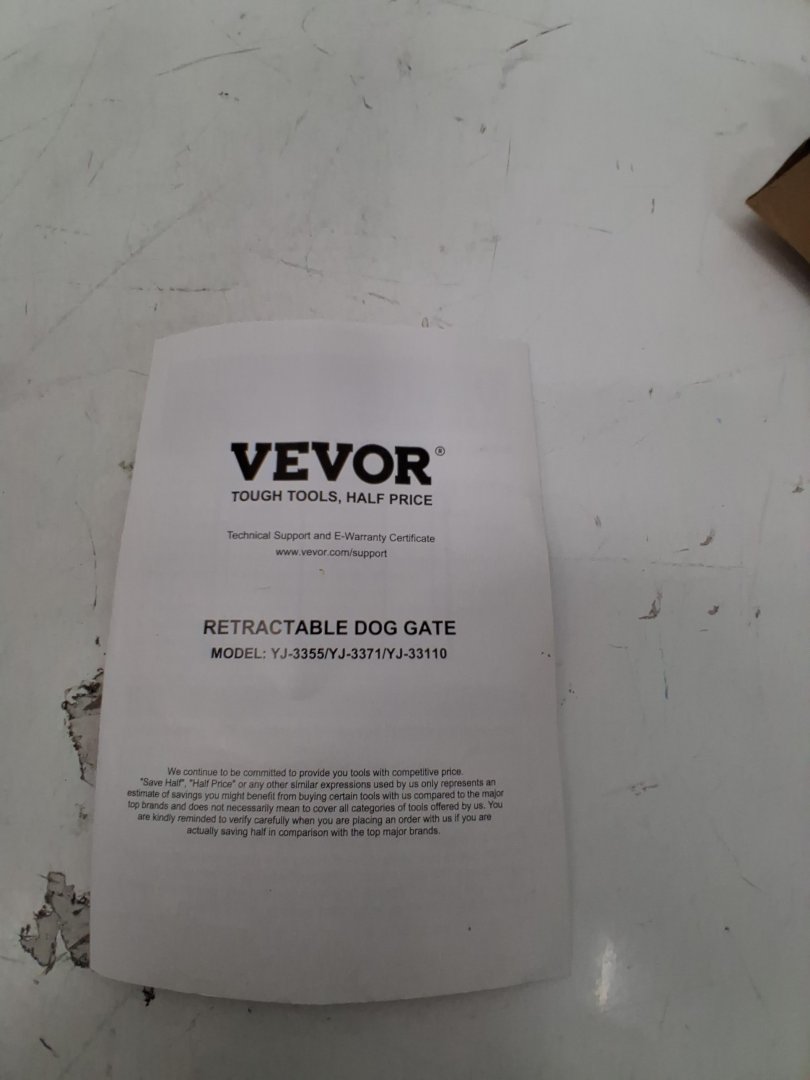 VEVOR®
TOUGH TOOLS, HALF PRICE
Technical Support and E-Warranty Certificate
www.vevor.com/support
RETRACTABLE DOG GATE
MODEL: YJ-3355/YJ-3371/YJ-33110
We continue to be committed to provide you tools with competitive price.
"Save Half", "Half Price" or any other similar expressions used by us only represents an
estimate of savings you might benefit from buying certain tools with us compared to the major
top brands and does not necessarily mean to cover all categories of tools offered by us. You
are kindly reminded to verify carefully when you are placing an order with us if you are
actually saving half in comparison with the top major brands.